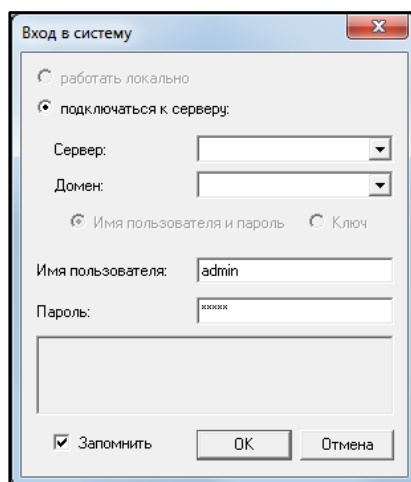 Вход в систему
работать локально
подключаться к серверу:
Сервер:
Домен:
Имя пользователя и пароль Ключ
Имя пользователя: admin
Пароль: *****
Запомнить OK Отмена